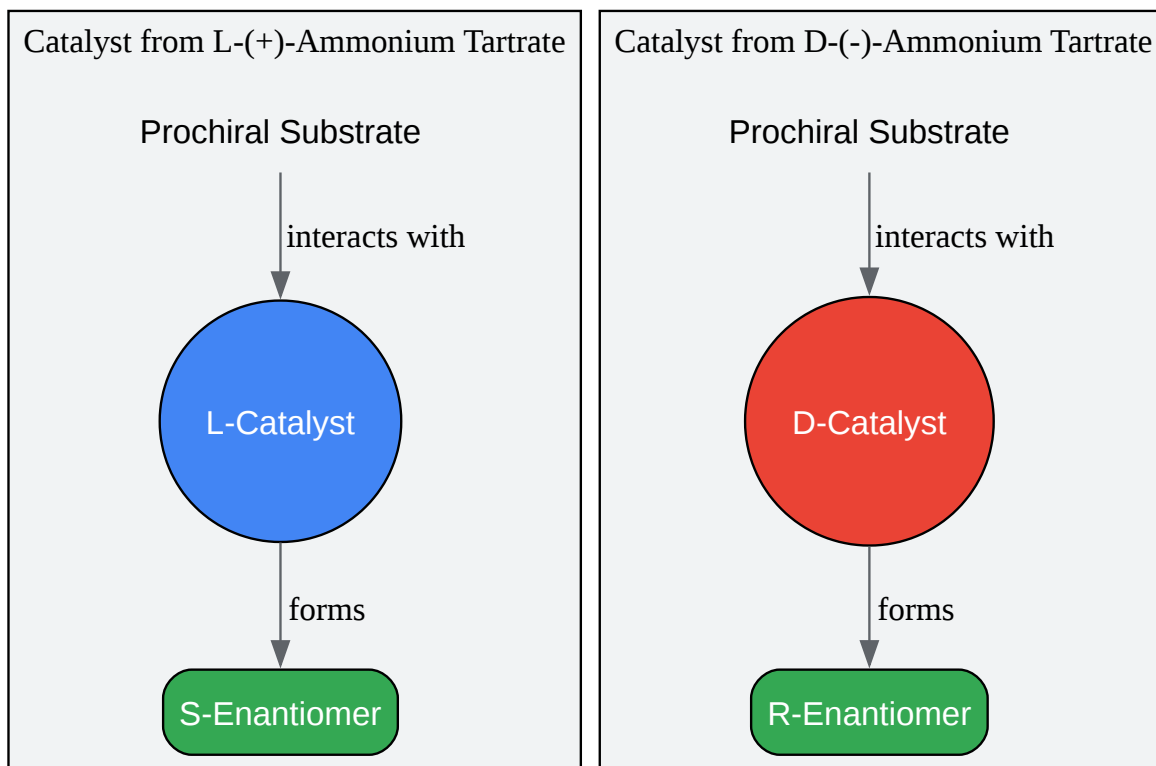 Catalyst from L-(+)-Ammonium Tartrate
Prochiral Substrate
interacts with
L-Catalyst
forms
S-Enantiomer
Catalyst from D-(-)-Ammonium Tartrate
Prochiral Substrate
interacts with
D-Catalyst
forms
R-Enantiomer